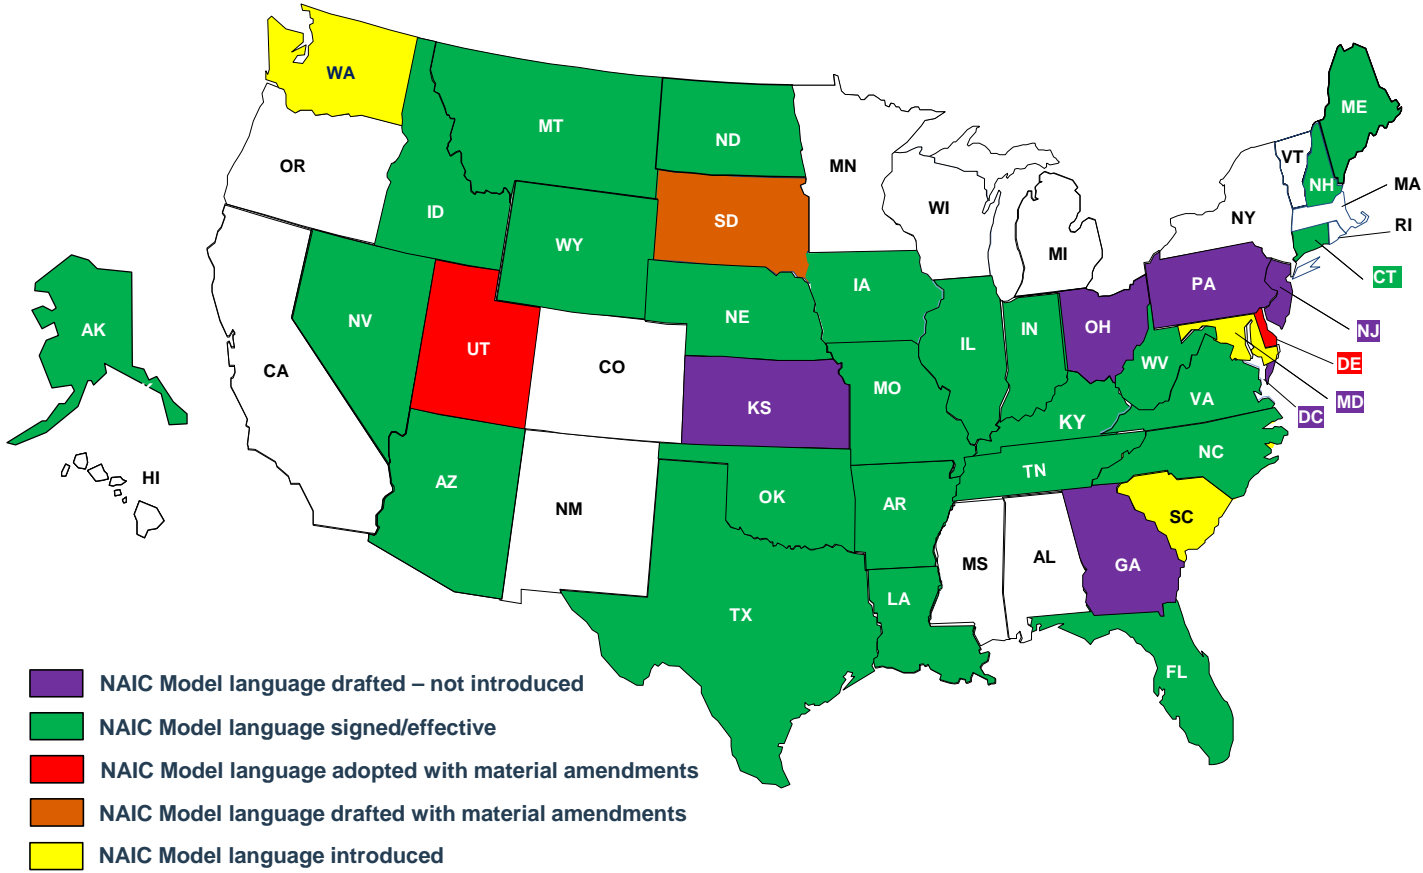 WA
ME
MT
ND
MN
VT
OR
NH
MA
ID
SD
WI
NY
RI
WY
MI
CT
PA
IA
AK
NV
NE
OH
NJ
IN
UT
IL
DE
WV
CO
CA
MO
VA
MD
KS
DC
KY
NC
TN
HI
AZ
OK
AR
NM
SC
MS
AL
GA
LA
TX
FL
NAIC Model language drafted – not introduced
NAIC Model language signed/effective
NAIC Model language adopted with material amendments
NAIC Model language drafted with material amendments
NAIC Model language introduced